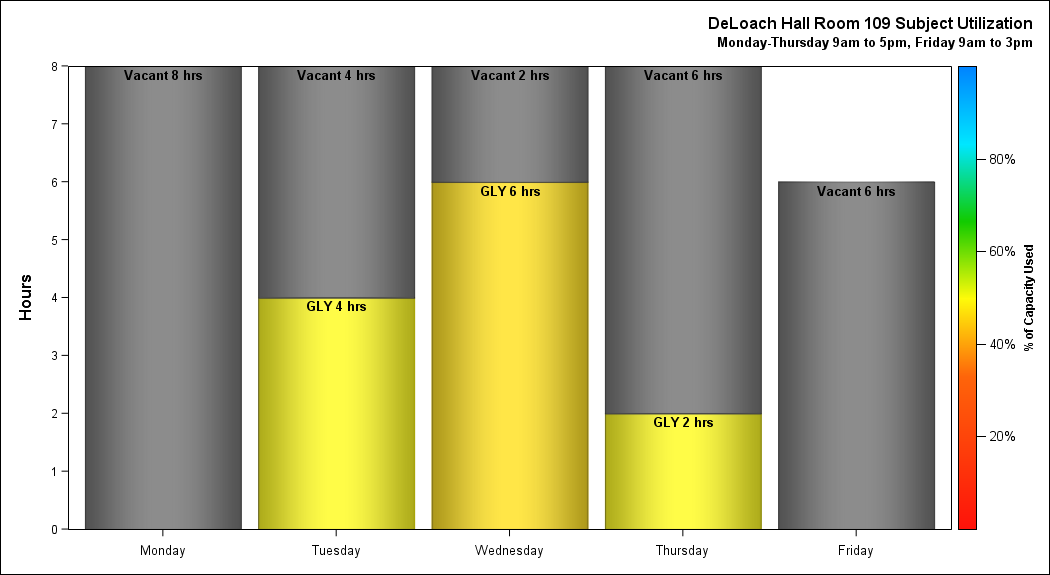 DeLoach Hall Room 109 Subject Utilization
Monday-Thursday 9am to 5pm, Friday 9am to 3pm
Hours
8
7
6
5
4
3
2
1
0
Vacant 8 hrs
Vacant 4 hrs
Vacant 2 hrs
Vacant 6 hrs
GLY 6 hrs
Vacant 6 hrs
GLY 4 hrs
GLY 2 hrs
Monday
Tuesday
Wednesday
Thursday
Friday
80%
60%
40%
20%
% of Capacity Used